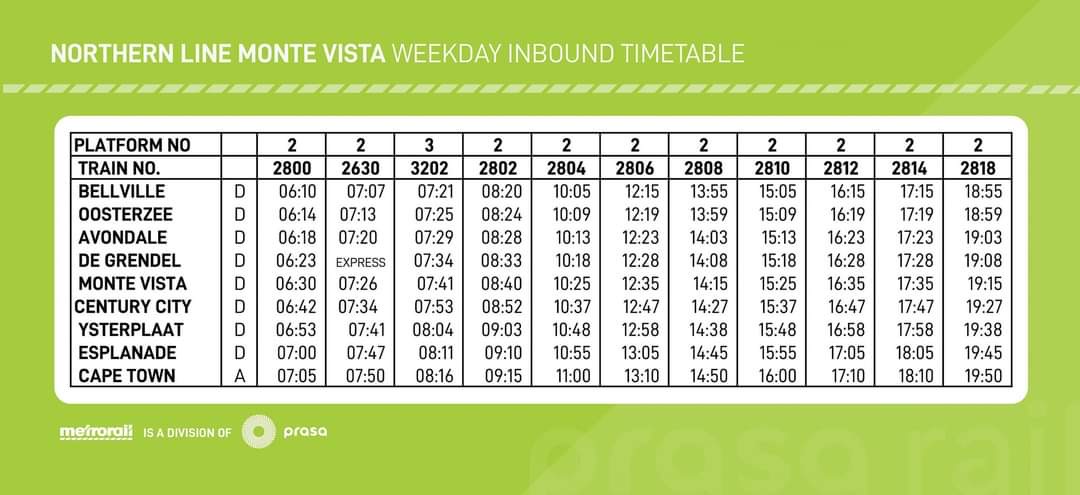 NORTHERN LINE MONTE VISTA WEEKDAY INBOUND TIMETABLE
PLATFORM NO 2 2 3 2 2 2 2 2 2 2 2
TRAIN NO. 2800 2630 3202 2802 2804 2806 2808 2810 2812 2814 2818
BELLVILLE D 06:10 07:07 07:21 08:20 10:05 12:15 13:55 15:05 16:15 17:15 18:55
OOSTERZEE D 06:14 07:13 07:25 08:24 10:09 12:19 13:59 15:09 16:19 17:19 18:59
AVONDALE D 06:18 07:20 07:29 08:28 10:13 12:23 14:03 15:13 16:23 17:23 19:03
DE GRENDEL D 06:23 EXPRESS 07:34 08:33 10:18 12:28 14:08 15:18 16:28 17:28 19:08
MONTE VISTA D 06:30 07:26 07:41 08:40 10:25 12:35 14:15 15:25 16:35 17:35 19:15
CENTURY CITY D 06:42 07:34 07:53 08:52 10:37 12:47 14:27 15:37 16:47 17:47 19:27
YSTERPLAAT D 06:53 07:41 08:04 09:03 10:48 12:58 14:38 15:48 16:58 17:58 19:38
ESPLANADE D 07:00 07:47 08:11 09:10 10:55 13:05 14:45 15:55 17:05 18:05 19:45
CAPE TOWN A 07:05 07:50 08:16 09:15 11:00 13:10 14:50 16:00 17:10 18:10 19:50
metrorail IS A DIVISION OF prasa
prasa rail